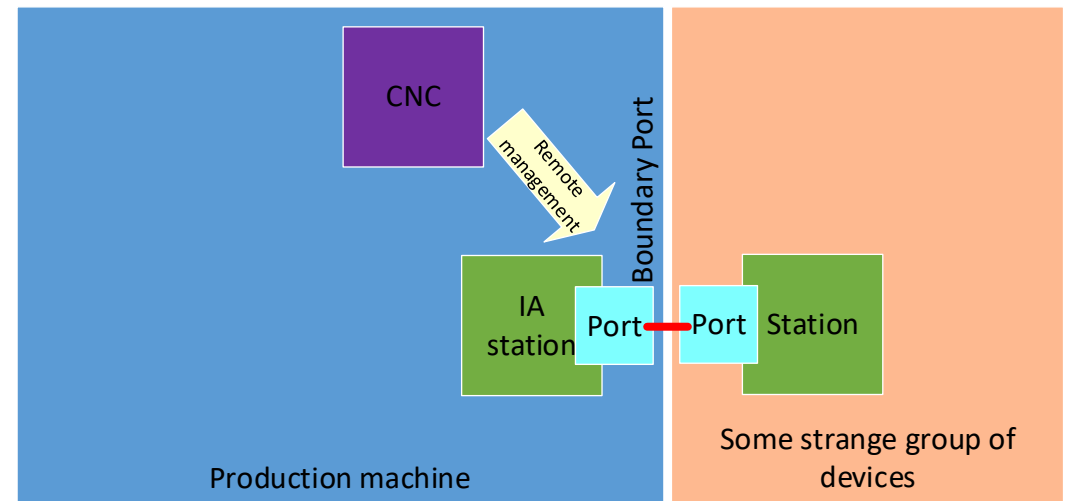 CNC
Remote
management
Boundary Port
IA
station
Port
Port
Station
Production machine
Some strange group of
devices